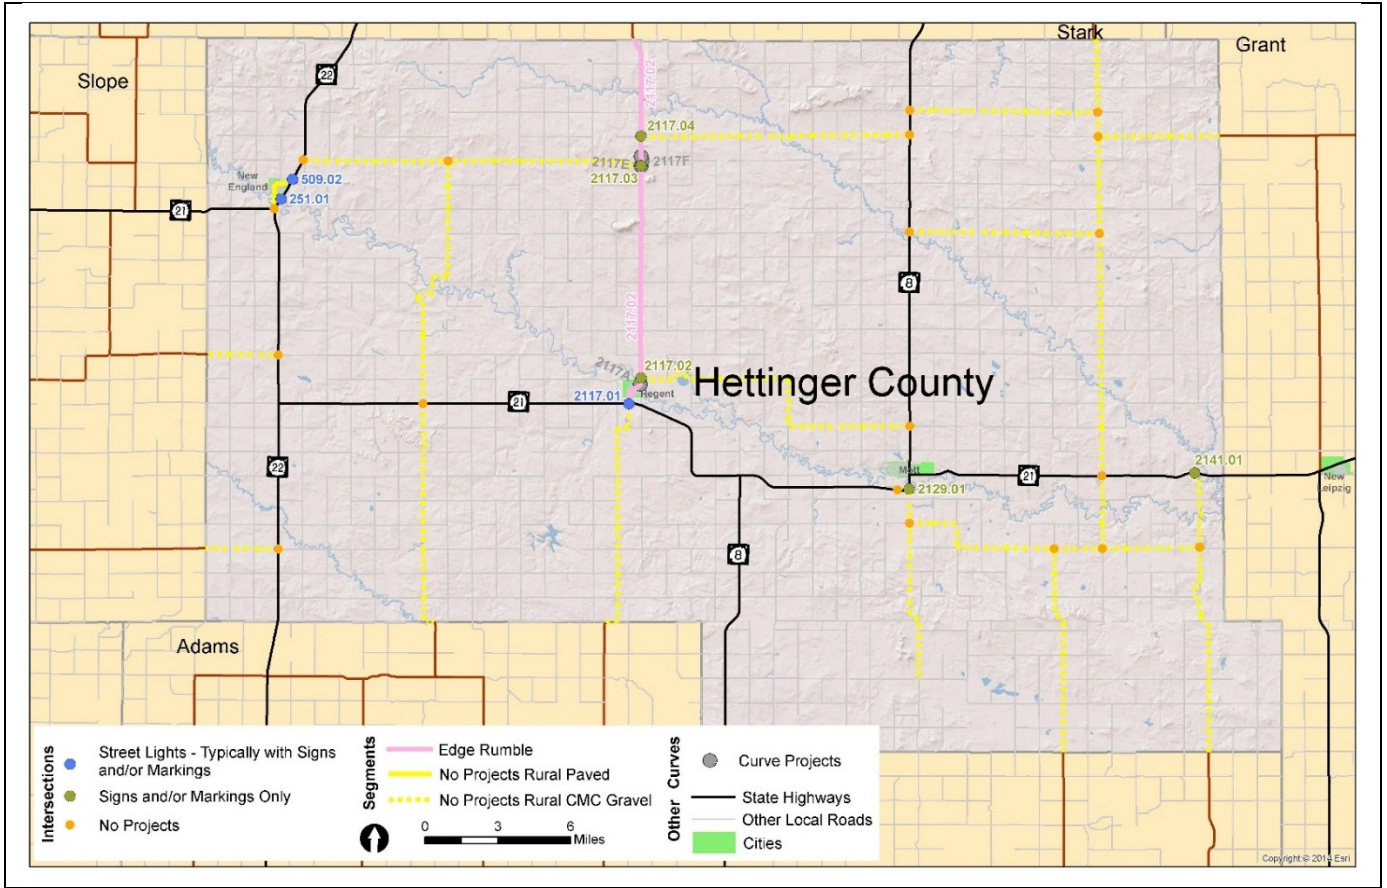 Stark
Grant
Slope
22
2117.02
2117.04
2117E
2117F
2117.03
New
England
509.02
251.01
21
8
2117.02
2117A
2117.02
Hettinger County
Regent
2117.01
21
22
Mott
21
2141.01
New
Leipzig
2129.01
8
Adams
Intersections
Street Lights - Typically with Signs
and/or Markings
Signs and/or Markings Only
No Projects
Segments
Edge Rumble
No Projects Rural Paved
No Projects Rural CMC Gravel
0 3 6
Miles
Other Curves
Curve Projects
State Highways
Other Local Roads
Cities
Copyright:© 2014 Esri